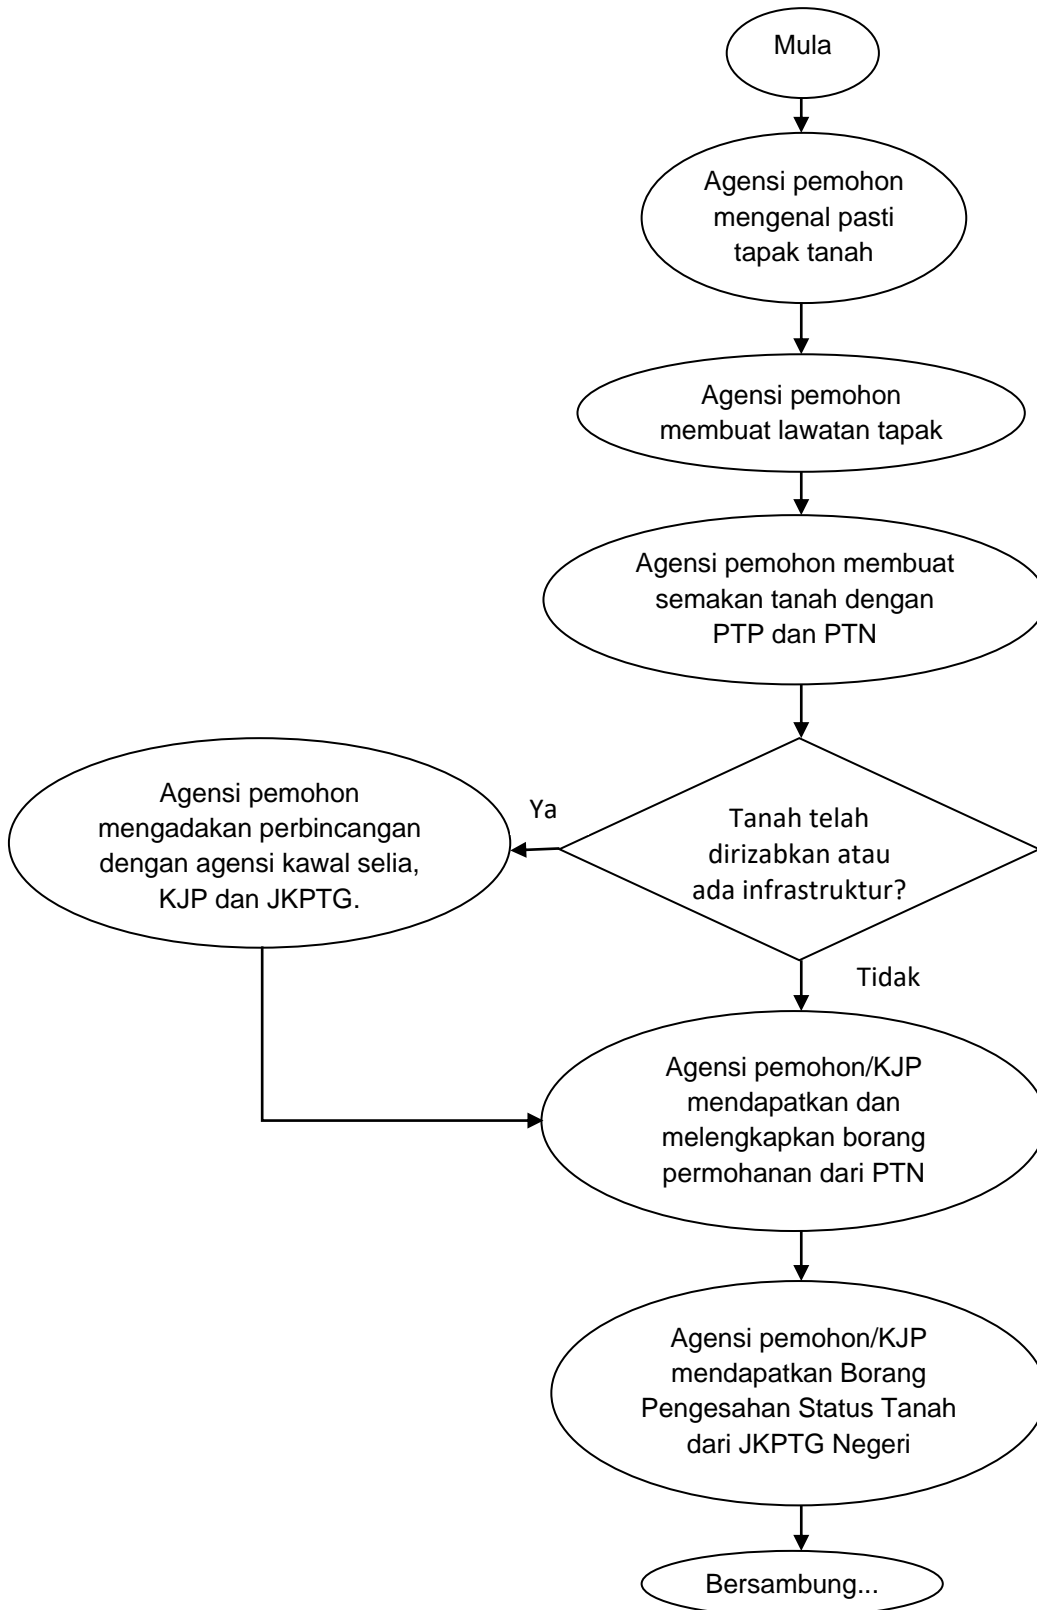 Mula
Agensi pemohon
mengenal pasti
tapak tanah
Agensi pemohon
membuat lawatan tapak
Agensi pemohon membuat
semakan tanah dengan
PTP dan PTN
Tanah telah
dirizabkan atau
ada infrastruktur?
Ya
Agensi pemohon
mengadakan perbincangan
dengan agensi kawal selia,
KJP dan JKPTG.
Tidak
Agensi pemohon/KJP
mendapatkan dan
melengkapkan borang
permohanan dari PTN
Agensi pemohon/KJP
mendapatkan Borang
Pengesahan Status Tanah
dari JKPTG Negeri
Bersambung...